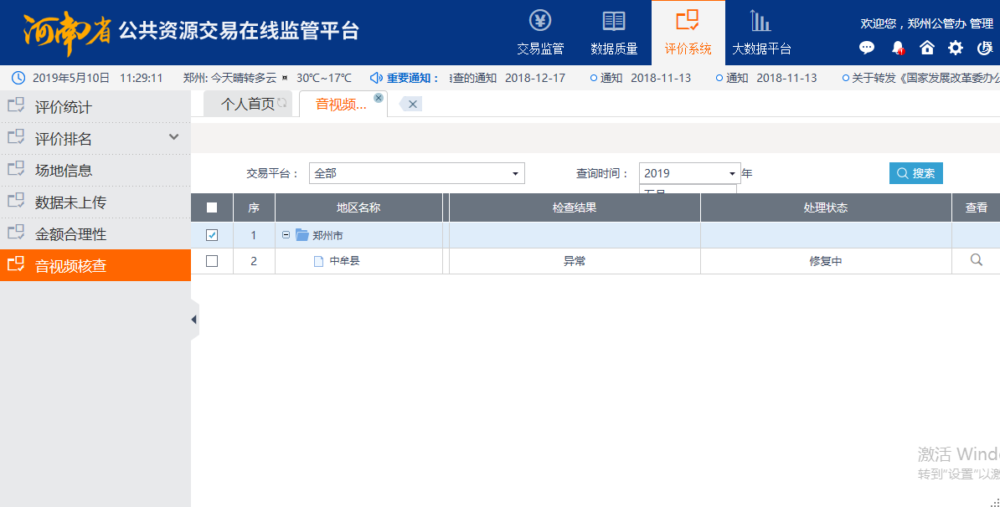 河南省 公共资源交易在线监管平台
交易监管 数据质量 评价系统 大数据平台
欢迎您，郑州公管办 管理
2019年5月10日 11:29:11 郑州: 今天晴转多云 30℃~17℃ 重要通知： 查的通知 2018-12-17 通知 2018-11-13 通知 2018-11-13 关于转发《国家发展改革委办公
评价统计
评价排名
场地信息
数据未上传
金额合理性
音视频核查
个人首页 音视频...
交易平台： 全部 查询时间： 2019 年 搜索
序 地区名称 检查结果 处理状态 查看
1 郑州市
2 中牟县 异常 修复中
激活 Wind
转到"设置"以激